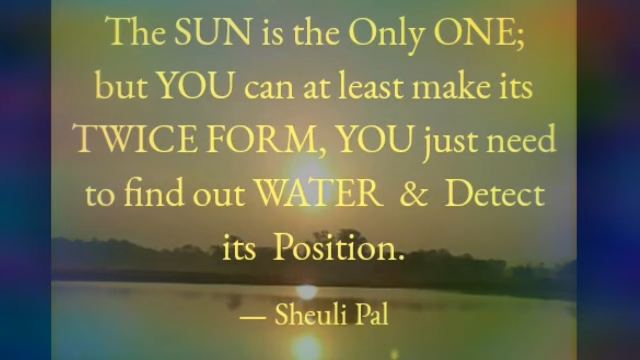 The SUN is the Only ONE;
but YOU can at least make its
TWICE FORM, YOU just need
to find out WATER & Detect
its Position.
— Sheuli Pal